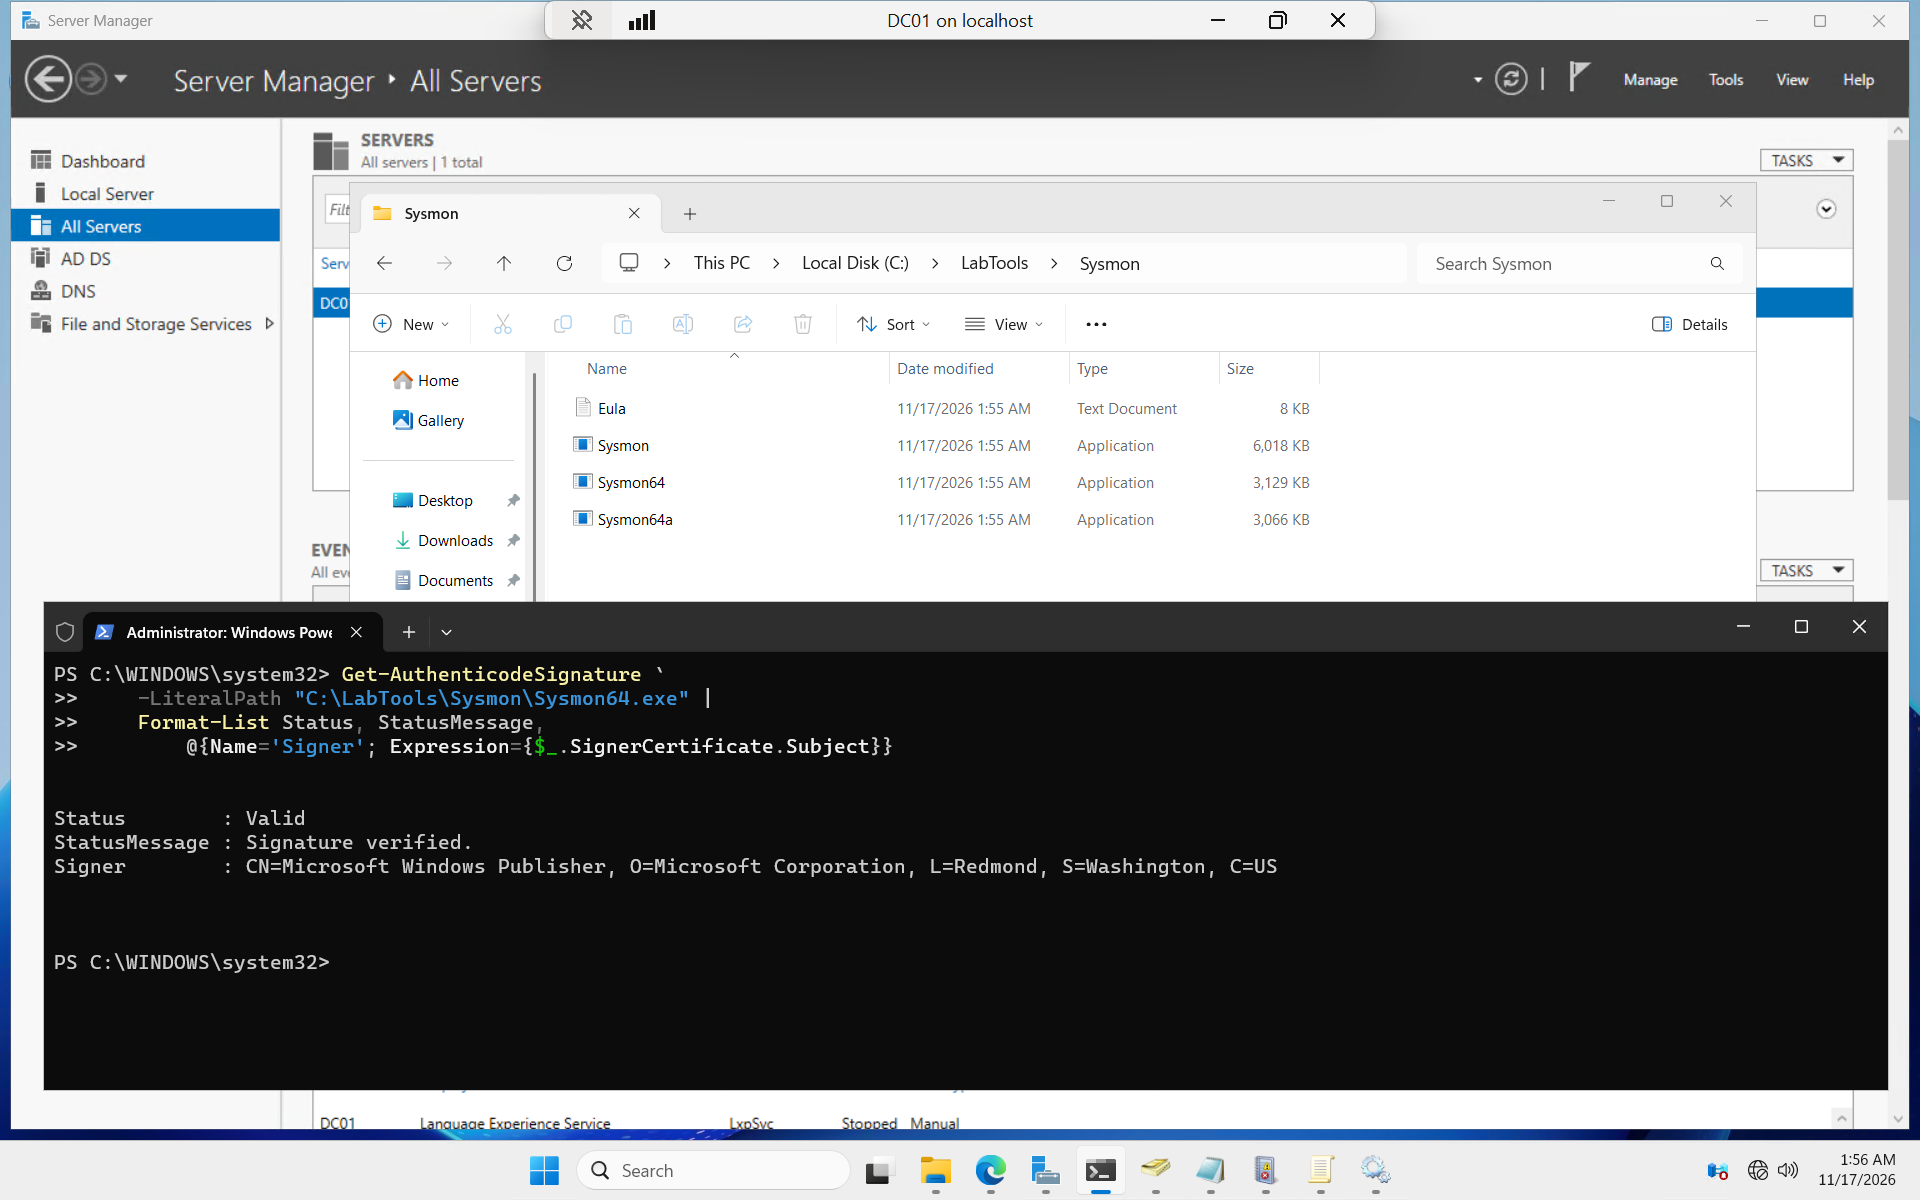 Server Manager
DC01 on localhost
Server Manager ‣ All Servers
Manage Tools View Help
Dashboard
Local Server
All Servers
AD DS
DNS
File and Storage Services
SERVERS
All servers | 1 total
TASKS
Filt
Serv
DC0
EVEN
All eve
TASKS
Sysmon
This PC > Local Disk (C:) > LabTools > Sysmon
Search Sysmon
New
Sort
View
Details
Home
Gallery
Desktop
Downloads
Documents
Name Date modified Type Size
Eula 11/17/2026 1:55 AM Text Document 8 KB
Sysmon 11/17/2026 1:55 AM Application 6,018 KB
Sysmon64 11/17/2026 1:55 AM Application 3,129 KB
Sysmon64a 11/17/2026 1:55 AM Application 3,066 KB
Administrator: Windows Powe
PS C:\WINDOWS\system32> Get-AuthenticodeSignature `
>>     -LiteralPath "C:\LabTools\Sysmon\Sysmon64.exe" |
>>     Format-List Status, StatusMessage,
>>         @{Name='Signer'; Expression={$_.SignerCertificate.Subject}}
Status        : Valid
StatusMessage : Signature verified.
Signer        : CN=Microsoft Windows Publisher, O=Microsoft Corporation, L=Redmond, S=Washington, C=US
PS C:\WINDOWS\system32>
DC01 Language Experience Service LxpSvc Stopped Manual
Search
1:56 AM
11/17/2026